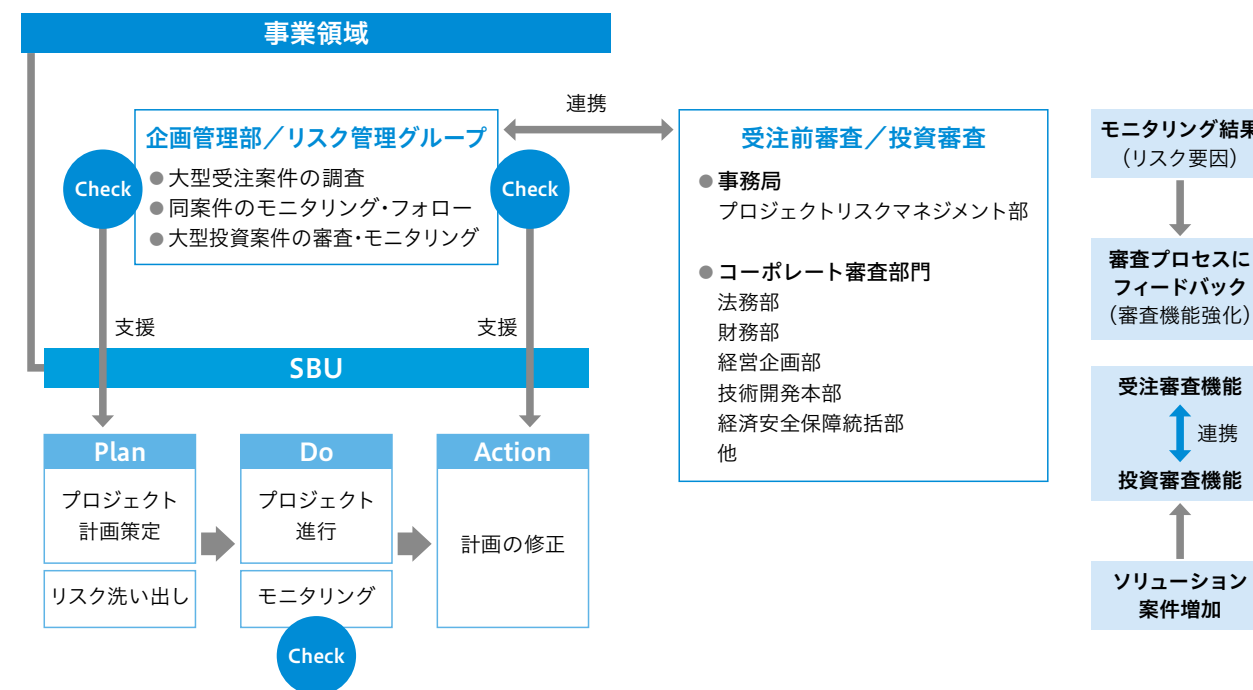 事業領域
連携
企画管理部／リスク管理グループ
Check
Check
●大型受注案件の調査
●同案件のモニタリング・フォロー
●大型投資案件の審査・モニタリング
支援
支援
SBU
Plan
プロジェクト
計画策定
リスク洗い出し
Do
プロジェクト
進行
モニタリング
Check
Action
計画の修正
受注前審査／投資審査
●事務局
プロジェクトリスクマネジメント部
●コーポレート審査部門
法務部
財務部
経営企画部
技術開発本部
経済安全保障統括部
他
モニタリング結果
（リスク要因）
審査プロセスに
フィードバック
（審査機能強化）
受注審査機能
連携
投資審査機能
ソリューション
案件増加